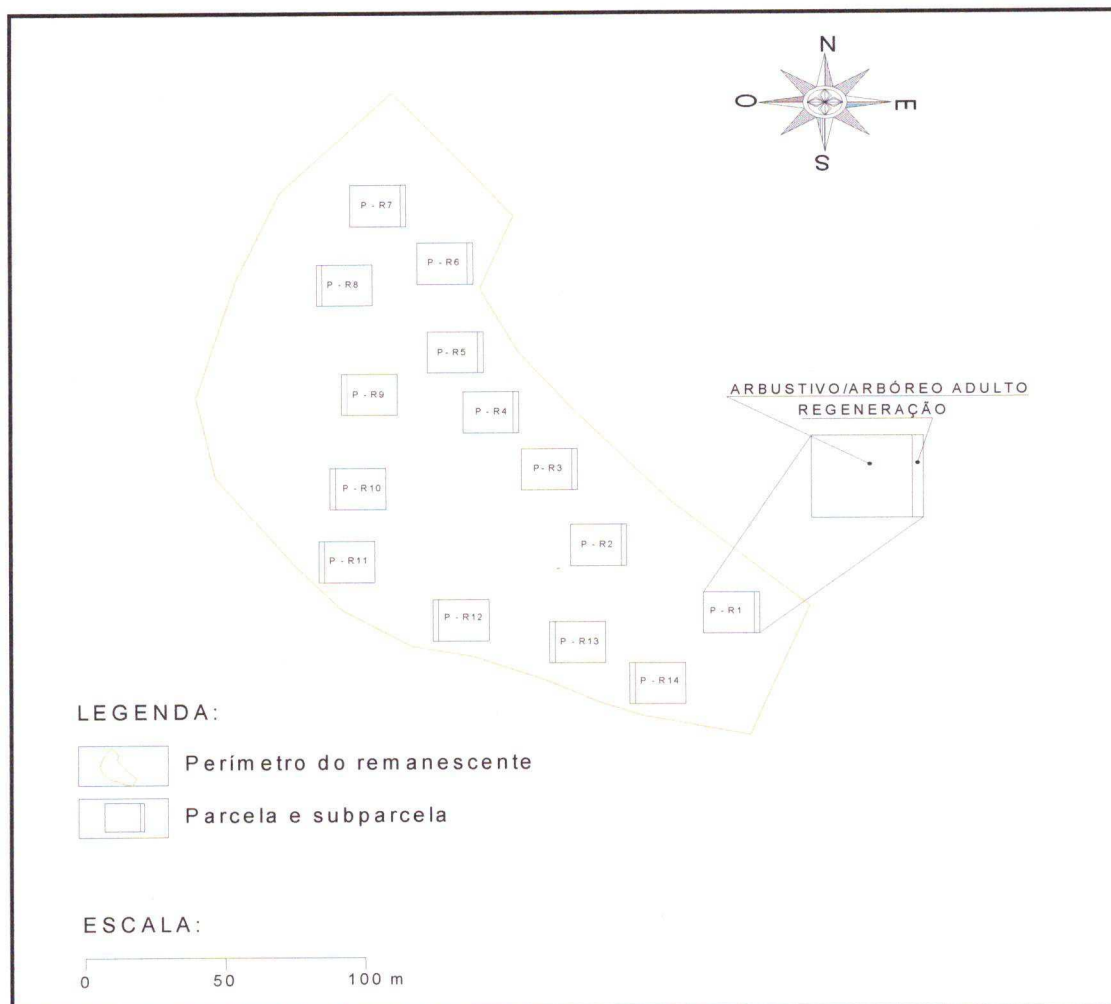 N
O E
S
P - R7
P - R6
P - R8
P - R5
P - R9
P - R4
ARBUSTIVO/ARBÓREO ADULTO
REGENERAÇÃO
P - R3
P - R10
P - R2
P - R11
P - R1
P - R12
P - R13
P - R14
LEGENDA:
Perímetro do remanescente
Parcela e subparcela
ESCALA:
0 50 100 m